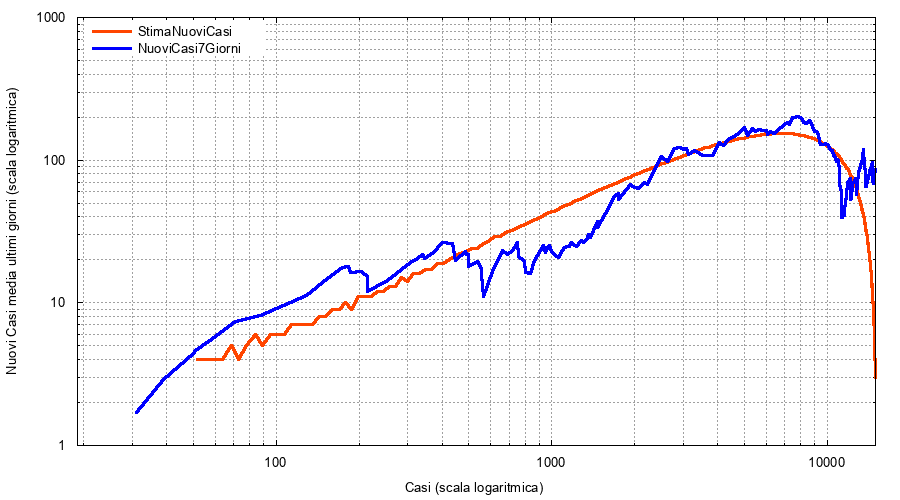 1000
StimaNuoviCasi
NuoviCasi7Giorni
100
10
1
Nuovi Casi media ultimi giorni (scala logaritmica)
100
1000
10000
Casi (scala logaritmica)